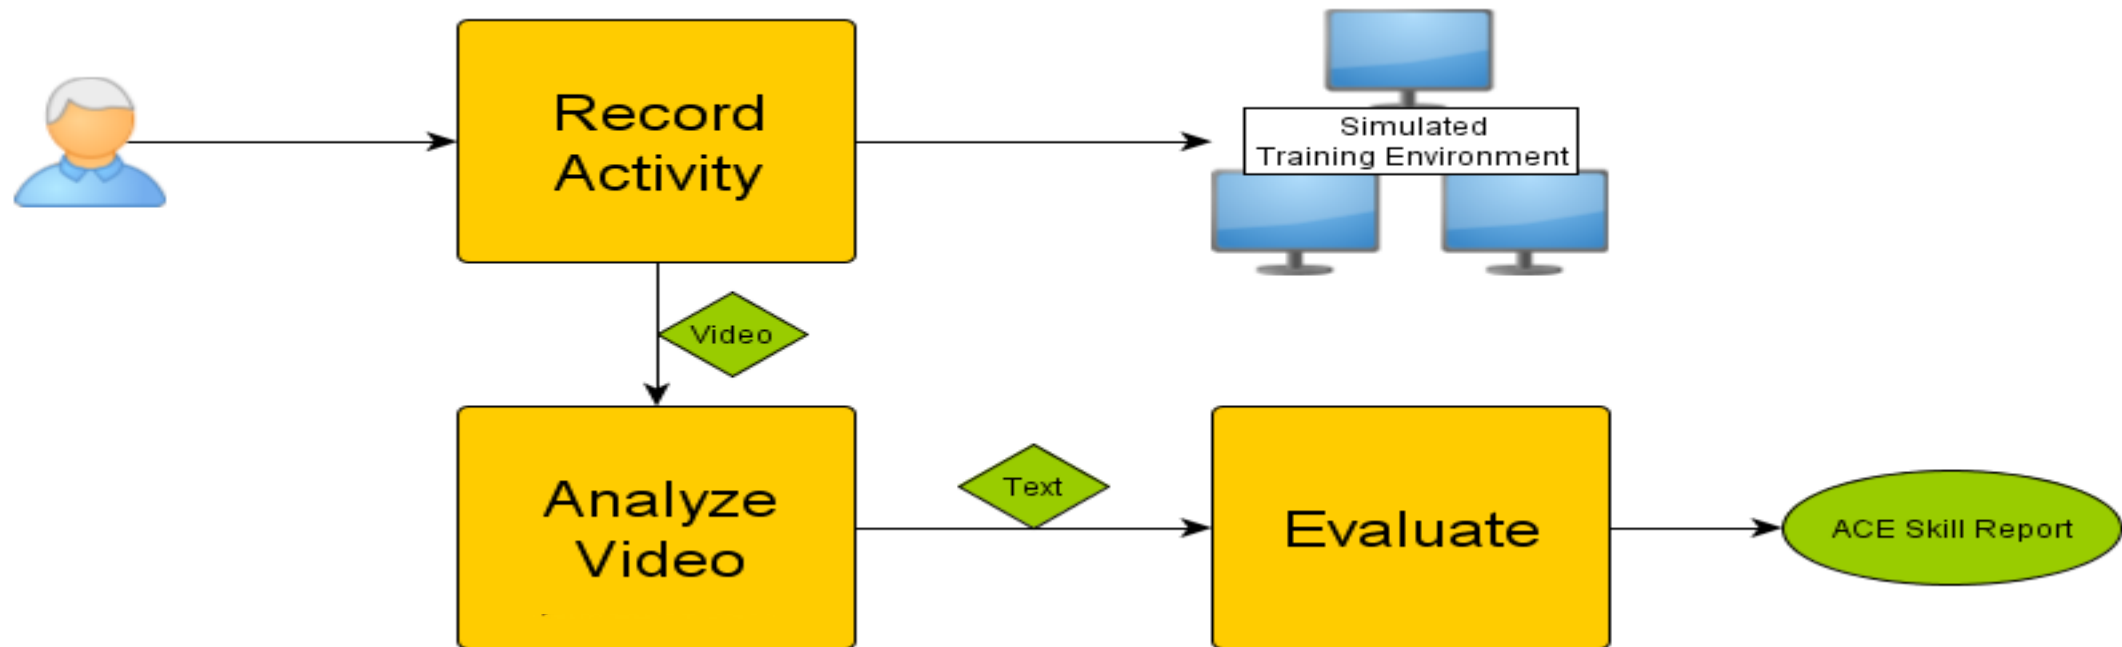 Record
Activity
Simulated
Training Environment
Video
Analyze
Video
Text
Evaluate
ACE Skill Report